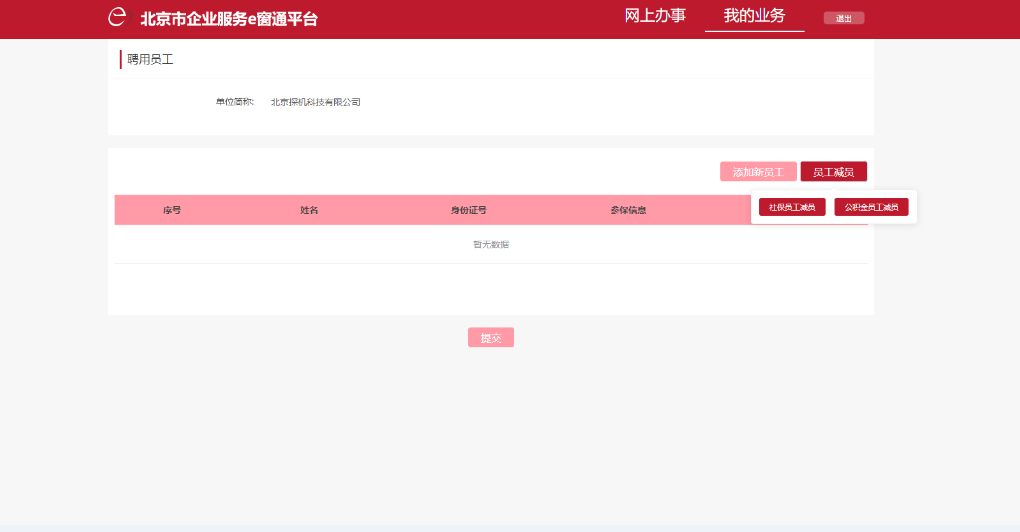 北京市企业服务e窗通平台 网上办事 我的业务 退出
聘用员工
单位简称: 北京探机科技有限公司
添加新员工 员工减员
社保员工减员 公积金员工减员
序号 姓名 身份证号 参保信息
暂无数据
提交